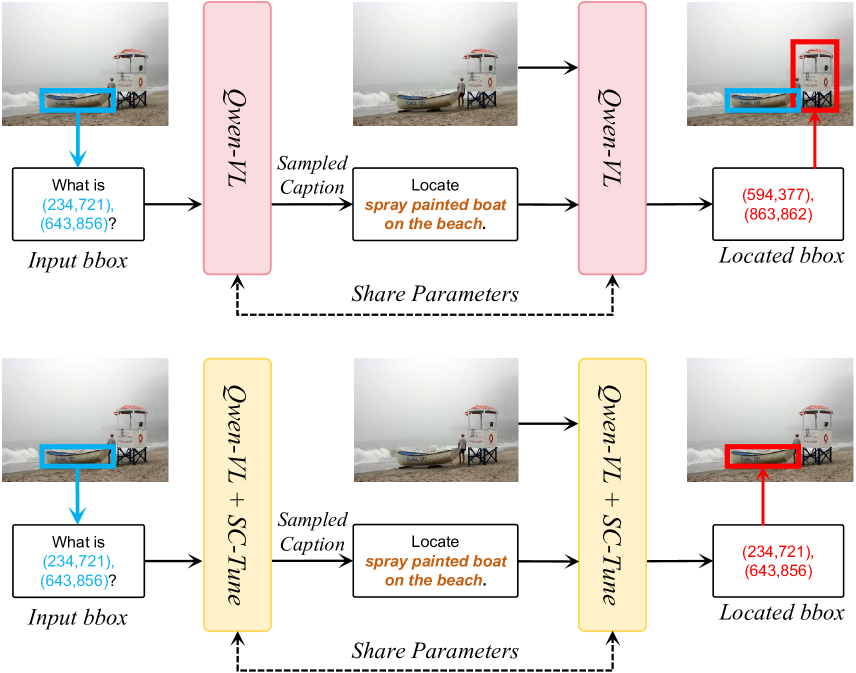 What is
(234,721),
(643,856)?
Input bbox
Qwen-VL
Sampled
Caption
Locate
spray painted boat
on the beach.
Qwen-VL
(594,377),
(863,862)
Located bbox
Share Parameters
What is
(234,721),
(643,856)?
Input bbox
Qwen-VL + SC-Tune
Sampled
Caption
Locate
spray painted boat
on the beach.
Qwen-VL + SC-Tune
(234,721),
(643,856)
Located bbox
Share Parameters